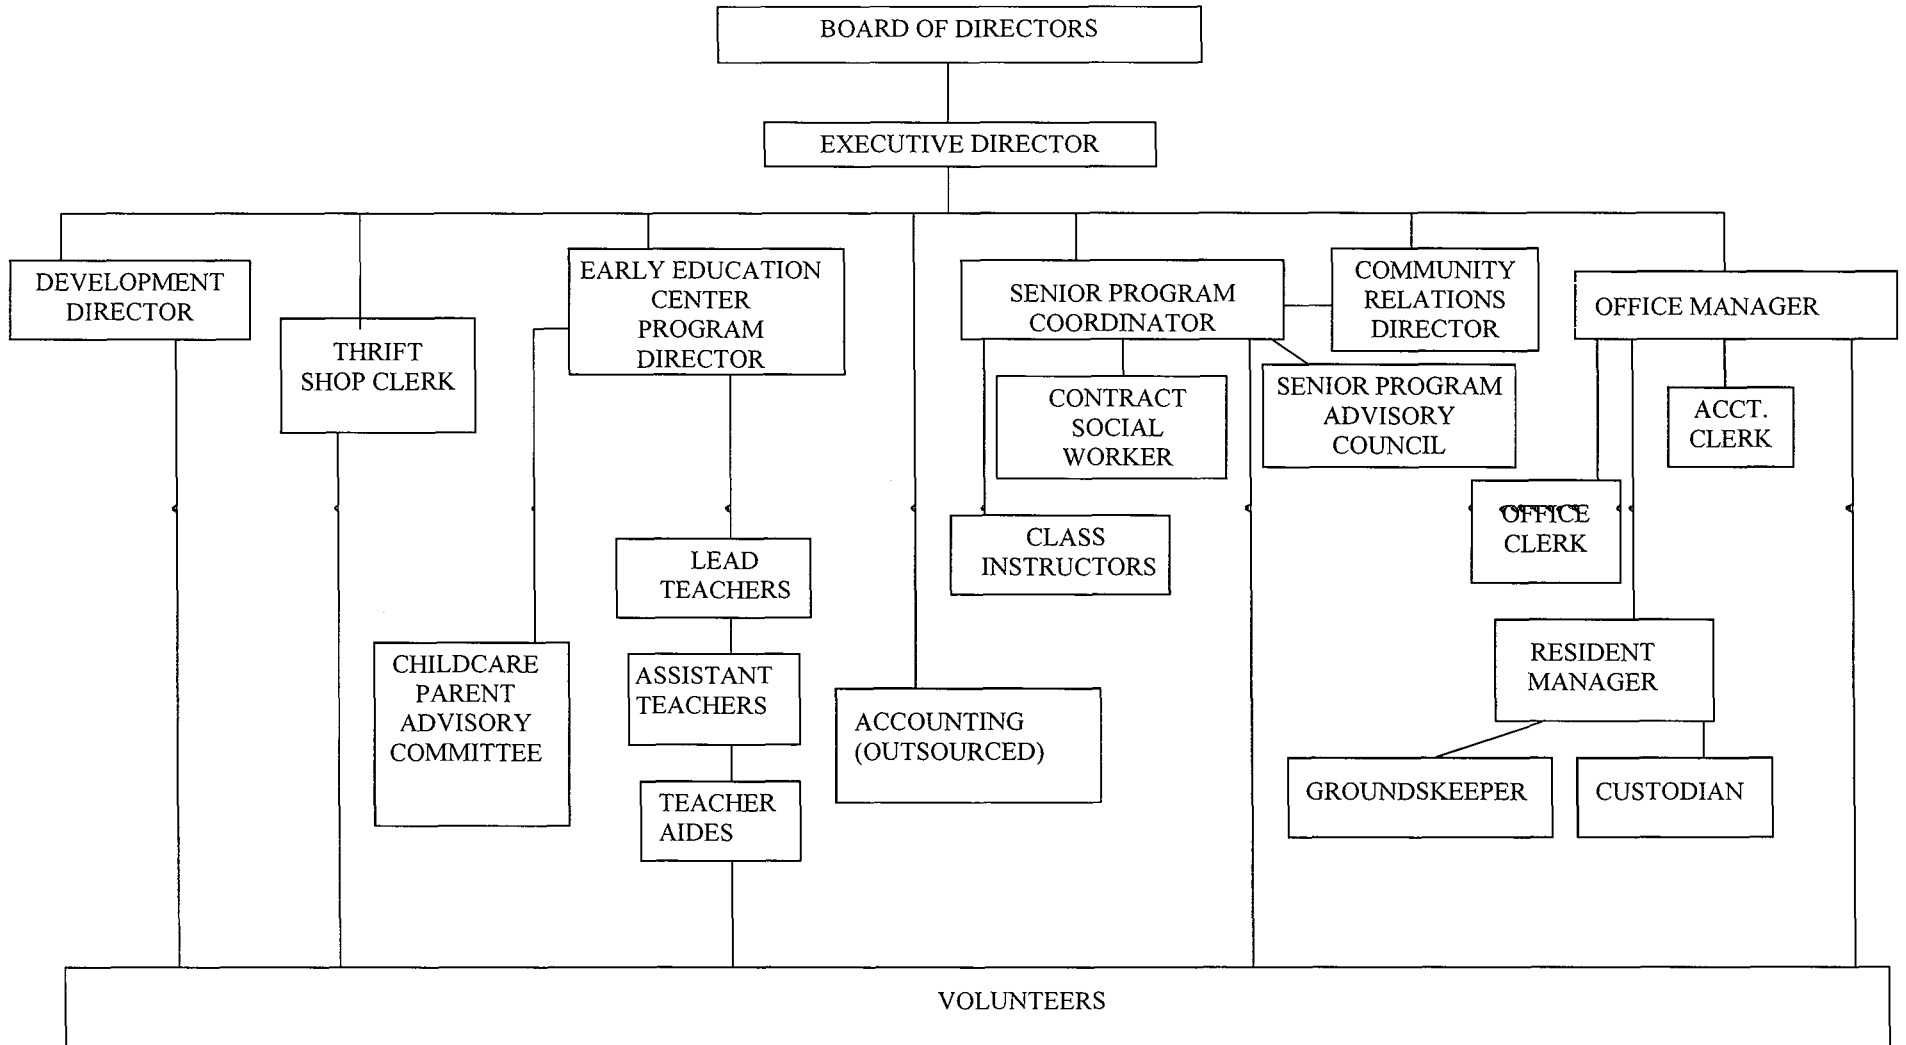 BOARD OF DIRECTORS
EXECUTIVE DIRECTOR
DEVELOPMENT
DIRECTOR
THRIFT
SHOP CLERK
EARLY EDUCATION
CENTER
PROGRAM
DIRECTOR
SENIOR PROGRAM
COORDINATOR
COMMUNITY
RELATIONS
DIRECTOR
OFFICE MANAGER
CONTRACT
SOCIAL
WORKER
SENIOR PROGRAM
ADVISORY
COUNCIL
ACCT.
CLERK
OFFICE
CLERK
CLASS
INSTRUCTORS
LEAD
TEACHERS
CHILDCARE
PARENT
ADVISORY
COMMITTEE
ASSISTANT
TEACHERS
ACCOUNTING
(OUTSOURCED)
RESIDENT
MANAGER
TEACHER
AIDES
GROUNDSKEEPER
CUSTODIAN
VOLUNTEERS